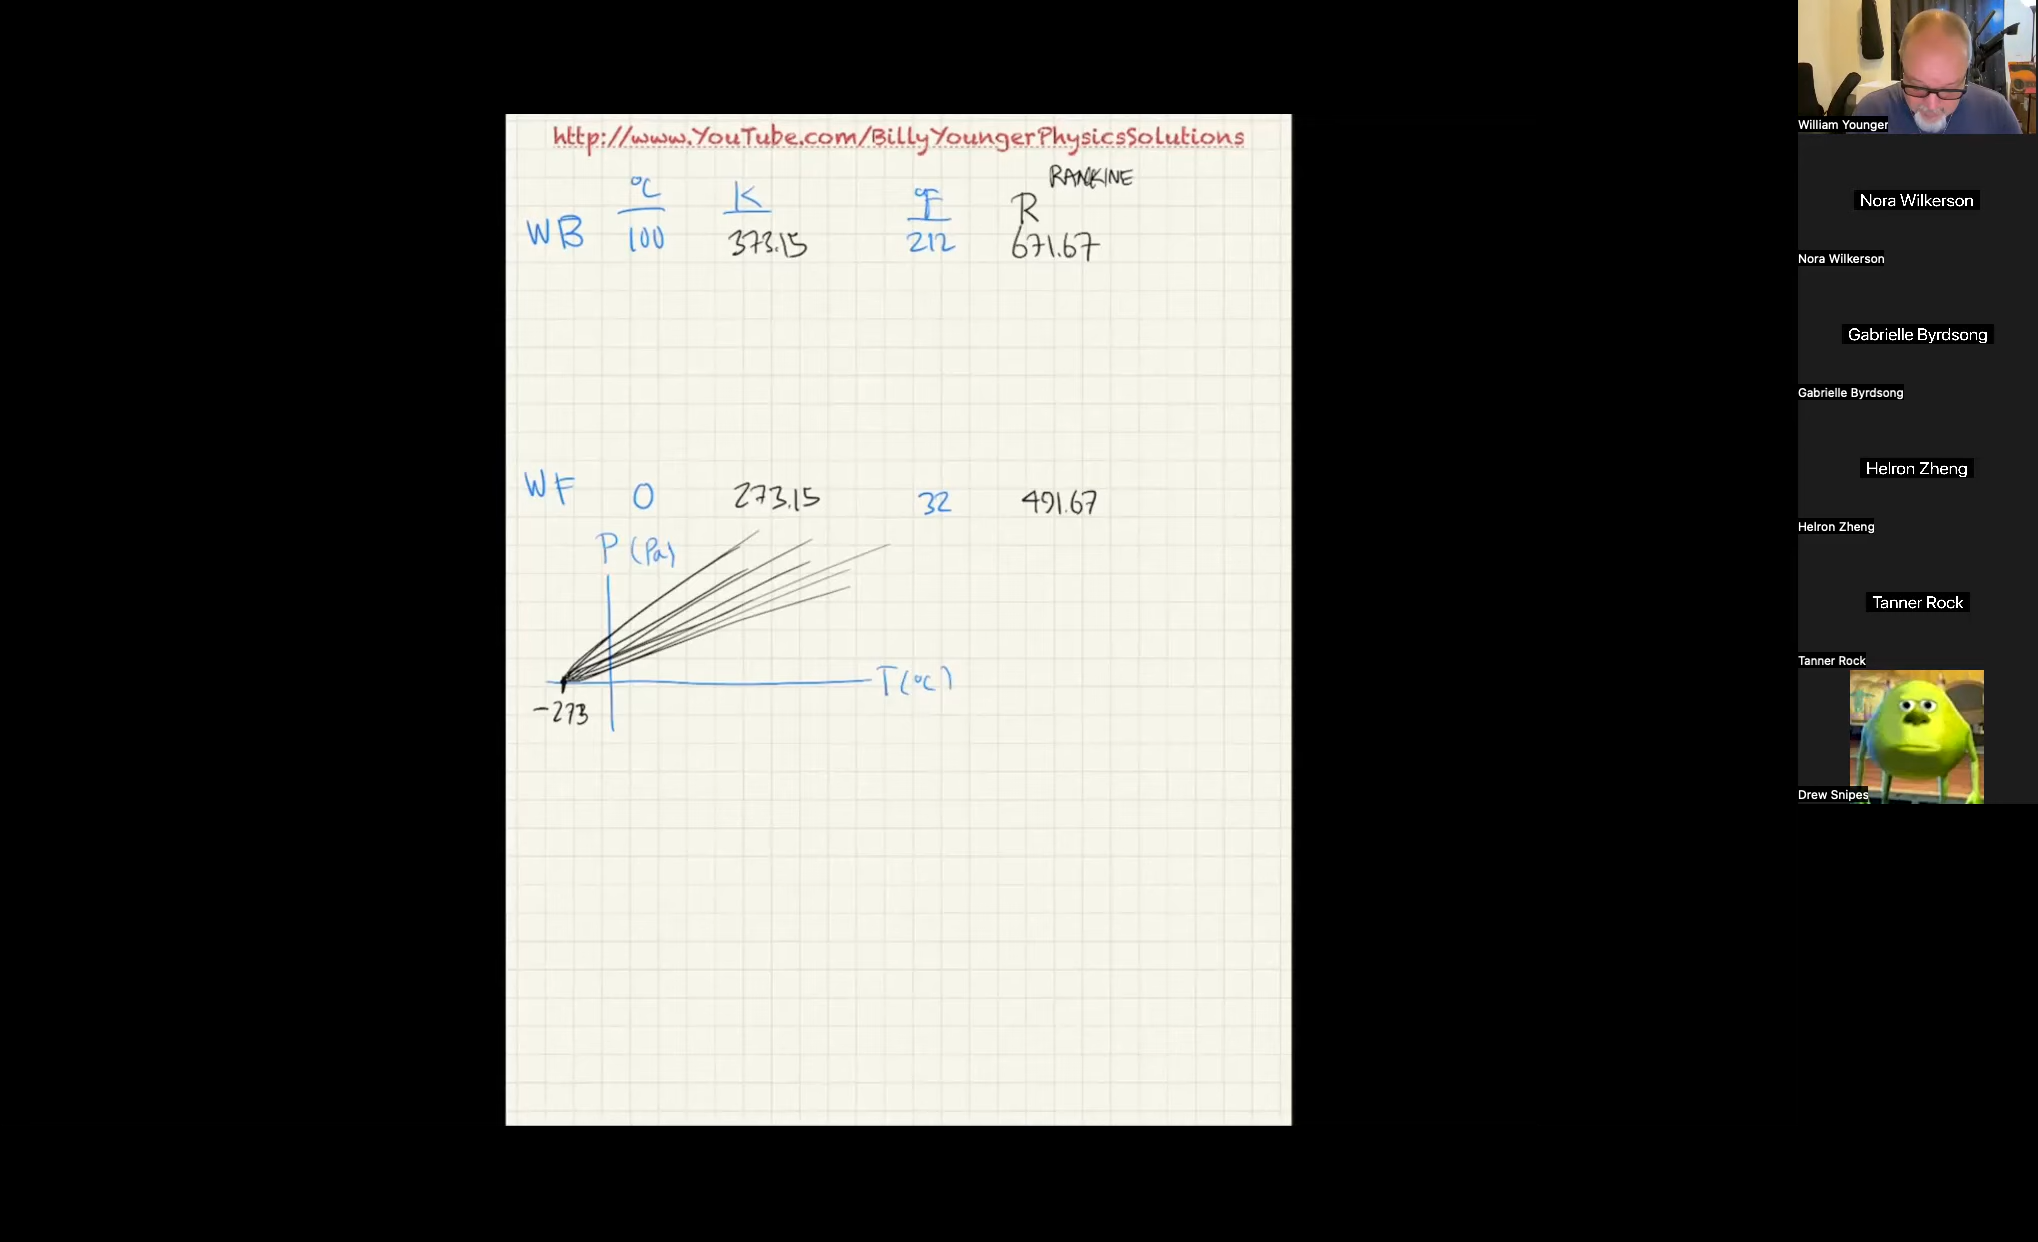 http://www.YouTube.com/BillyYoungerPhysicsSolutions
RANKINE
°C K °F R
WB 100 373.15 212 671.67
WF 0 273.15 32 491.67
P (Pa)
T(°C)
-273
William Younger
Nora Wilkerson
Nora Wilkerson
Gabrielle Byrdsong
Gabrielle Byrdsong
Helron Zheng
Helron Zheng
Tanner Rock
Tanner Rock
Drew Snipes